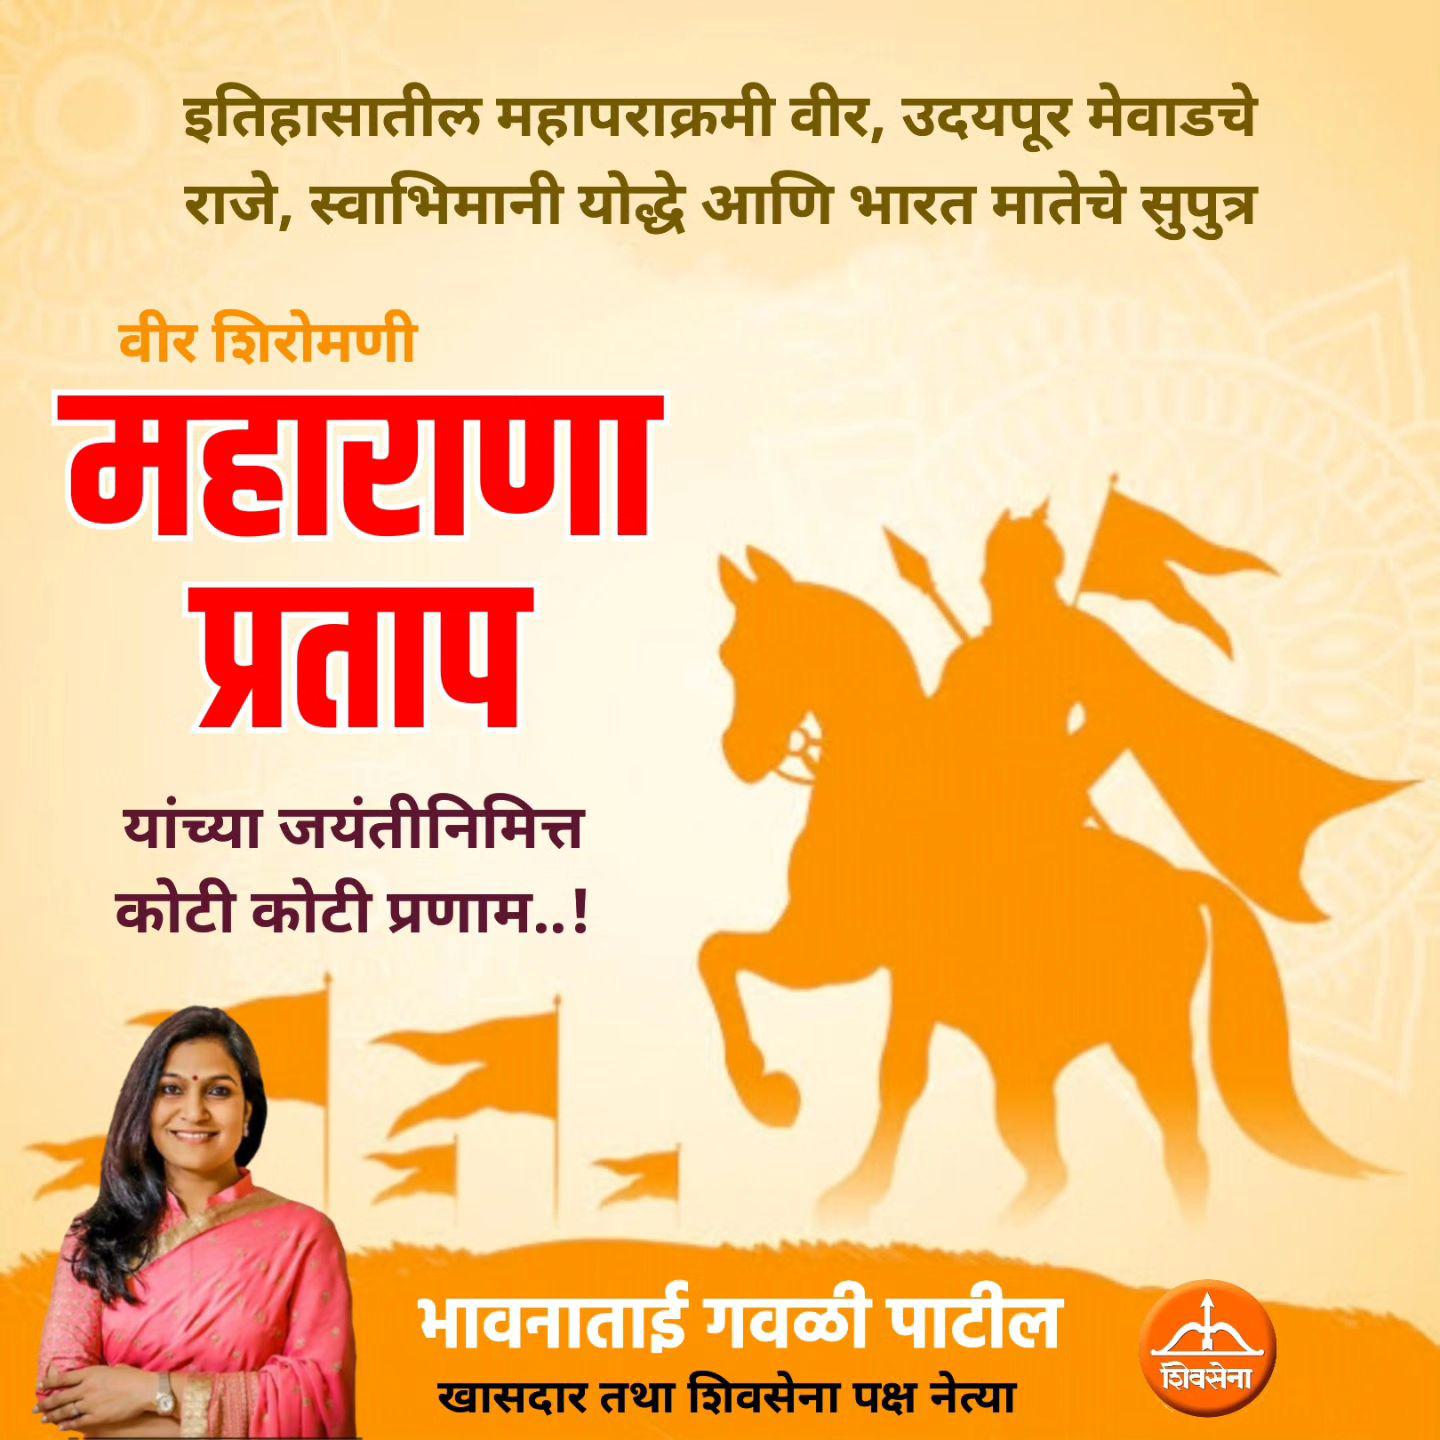 इतिहासातील महापराक्रमी वीर, उदयपूर मेवाडचे
राजे, स्वाभिमानी योद्धे आणि भारत मातेचे सुपुत्र
वीर शिरोमणी
महाराणा
प्रताप
यांच्या जयंतीनिमित्त
कोटी कोटी प्रणाम..!
भावनाताई गवळी पाटील
खासदार तथा शिवसेना पक्ष नेत्या
शिवसेना